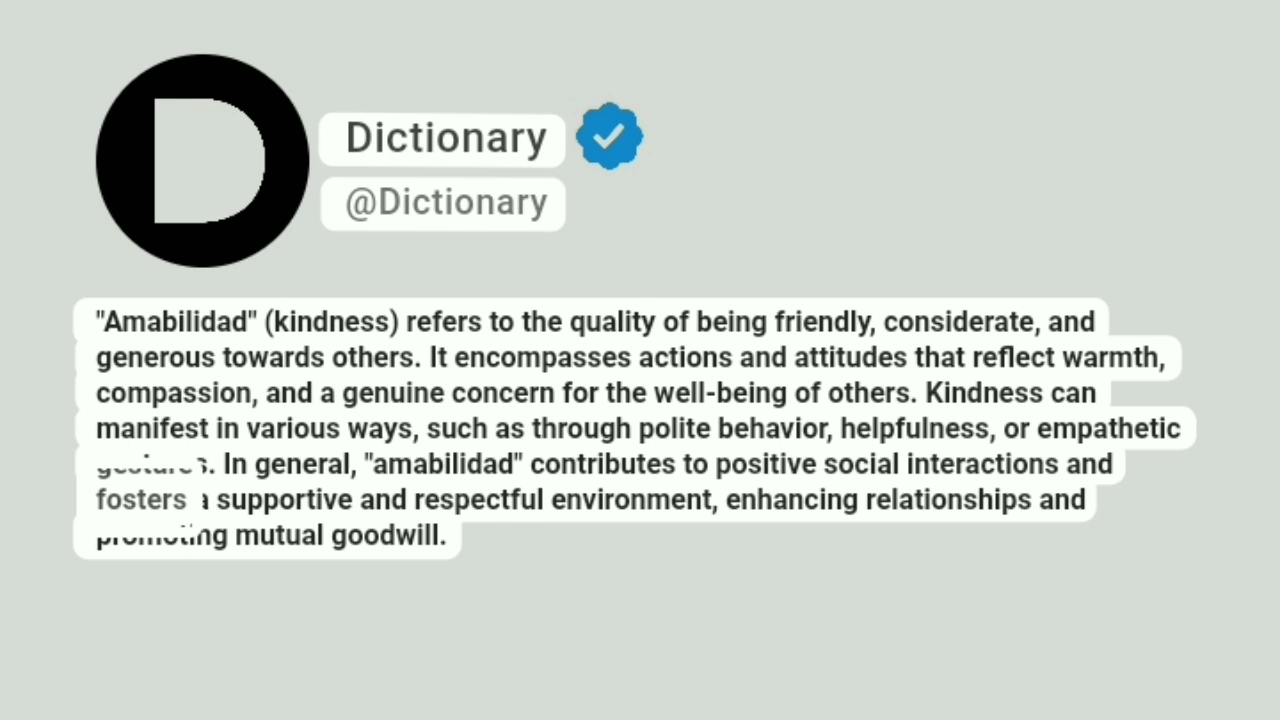 D
Dictionary
@Dictionary
"Amabilidad" (kindness) refers to the quality of being friendly, considerate, and
generous towards others. It encompasses actions and attitudes that reflect warmth,
compassion, and a genuine concern for the well-being of others. Kindness can
manifest in various ways, such as through polite behavior, helpfulness, or empathetic
gestures. In general, "amabilidad" contributes to positive social interactions and
fosters a supportive and respectful environment, enhancing relationships and
promoting mutual goodwill.